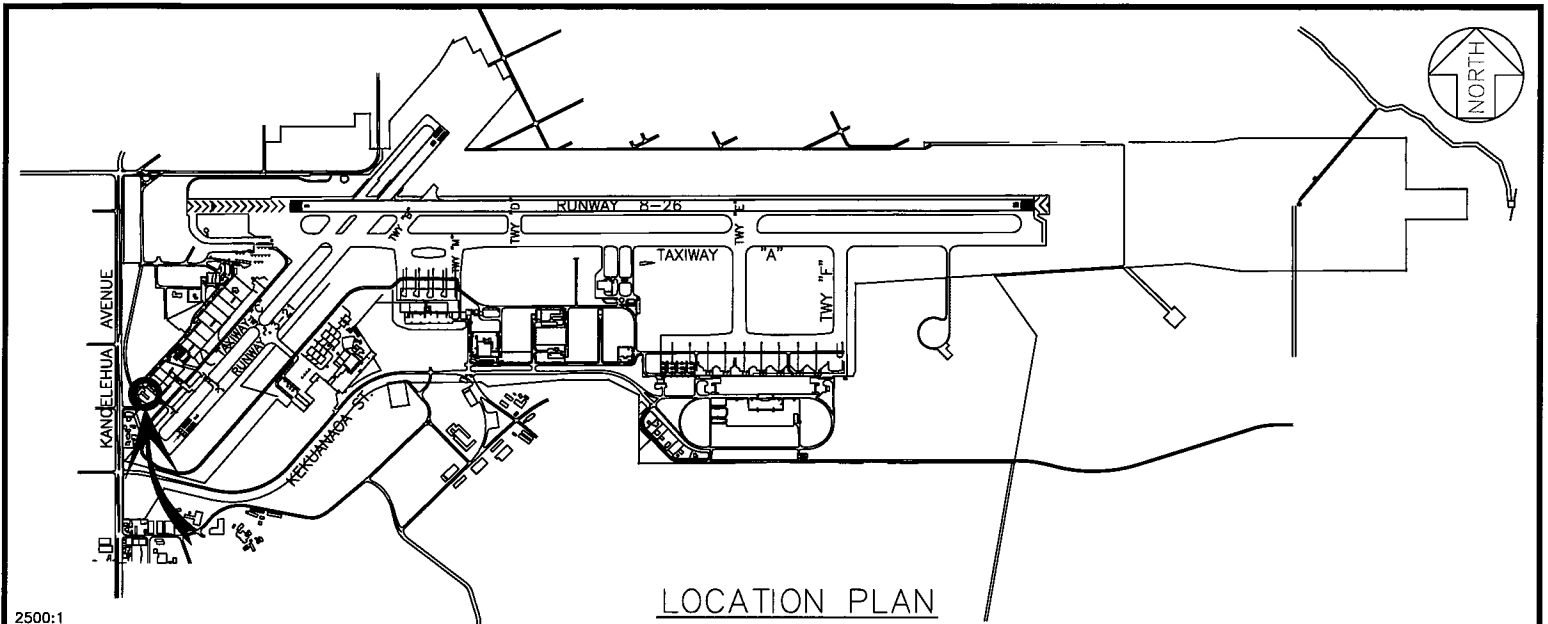 NORTH
RUNWAY 8-26
TWY "B"
TWY "D"
TWY "E"
TWY "M"
TAXIWAY "A"
TWY "F"
KANOELEHUA AVENUE
TAXIWAY "C"
RUNWAY 3-21
KEKUANAOA ST.
LOCATION PLAN
2500:1